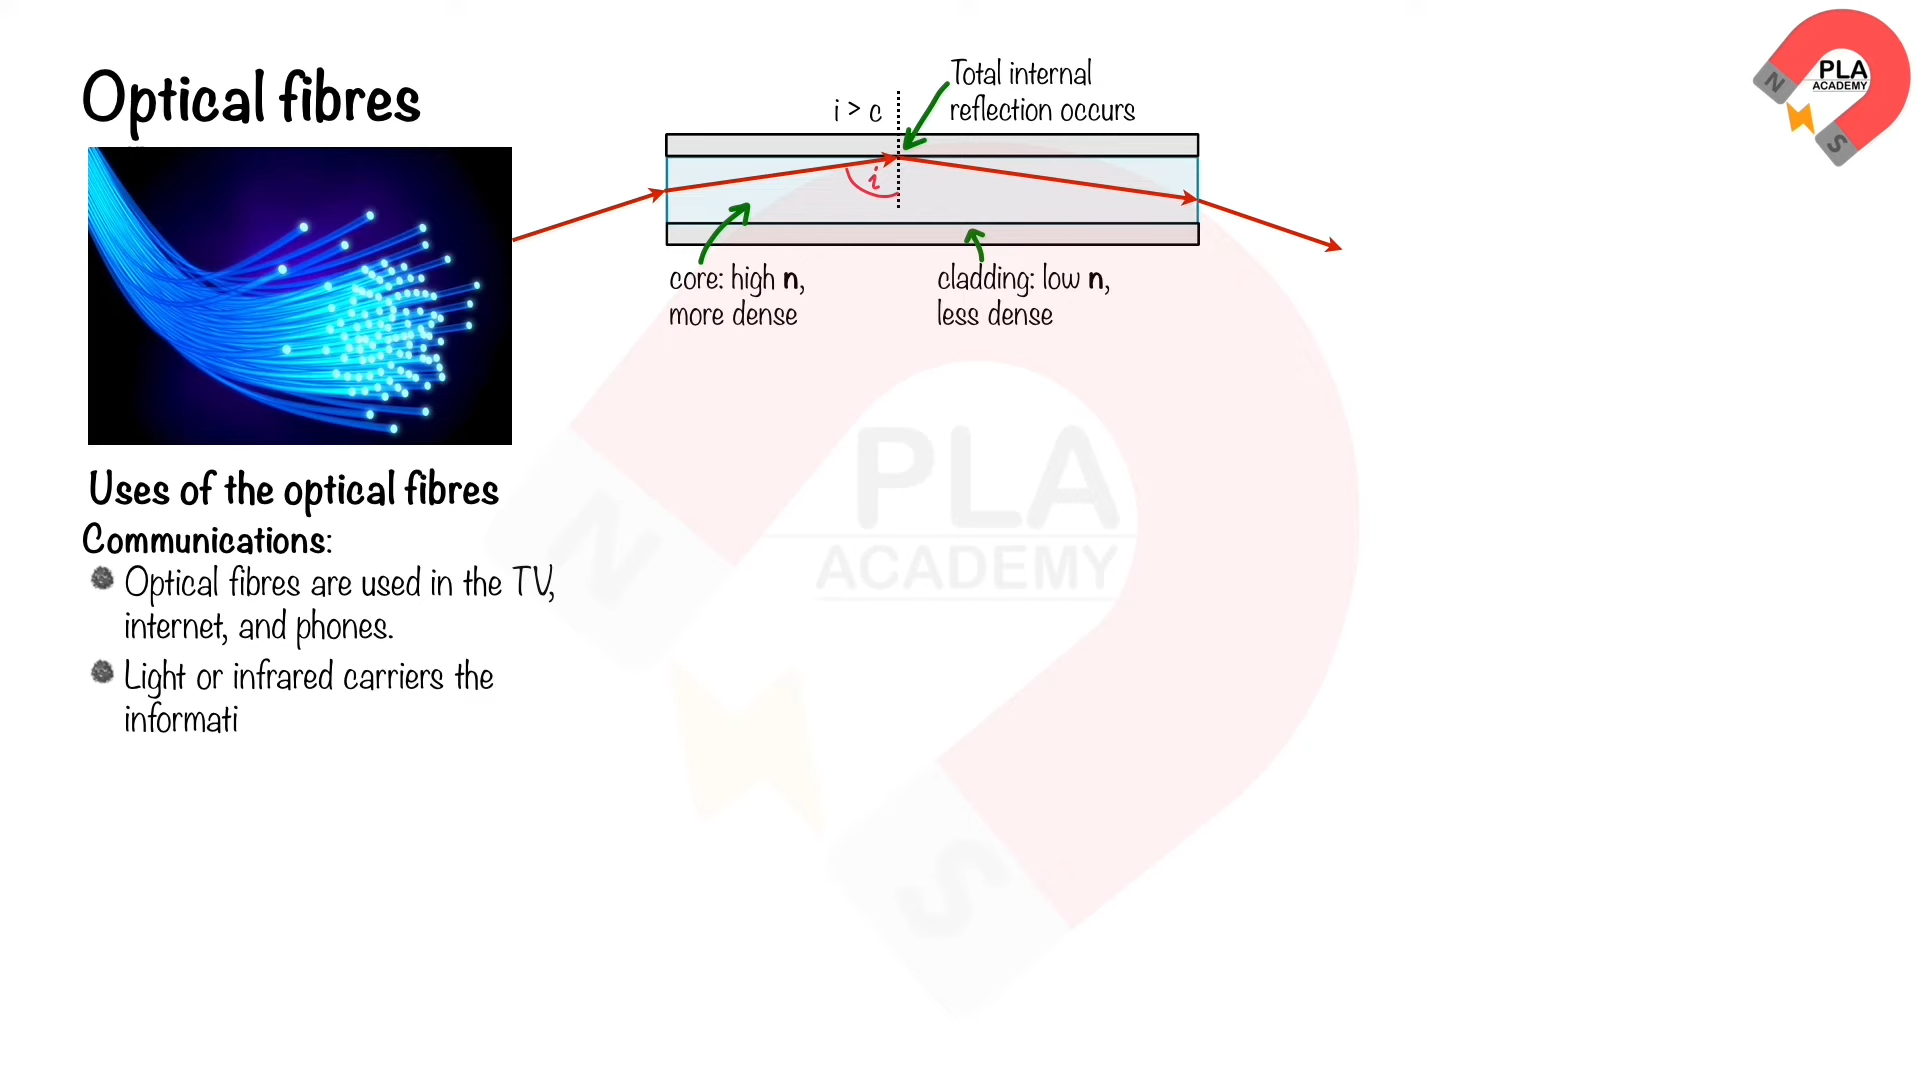 Optical fibres
i > c
Total internal
reflection occurs
i
core: high n,
more dense
cladding: low n,
less dense
Uses of the optical fibres
Communications:
Optical fibres are used in the TV,
internet, and phones.
Light or infrared carriers the
informati
PLA
ACADEMY
N
S
PLA
ACADEMY
N
S